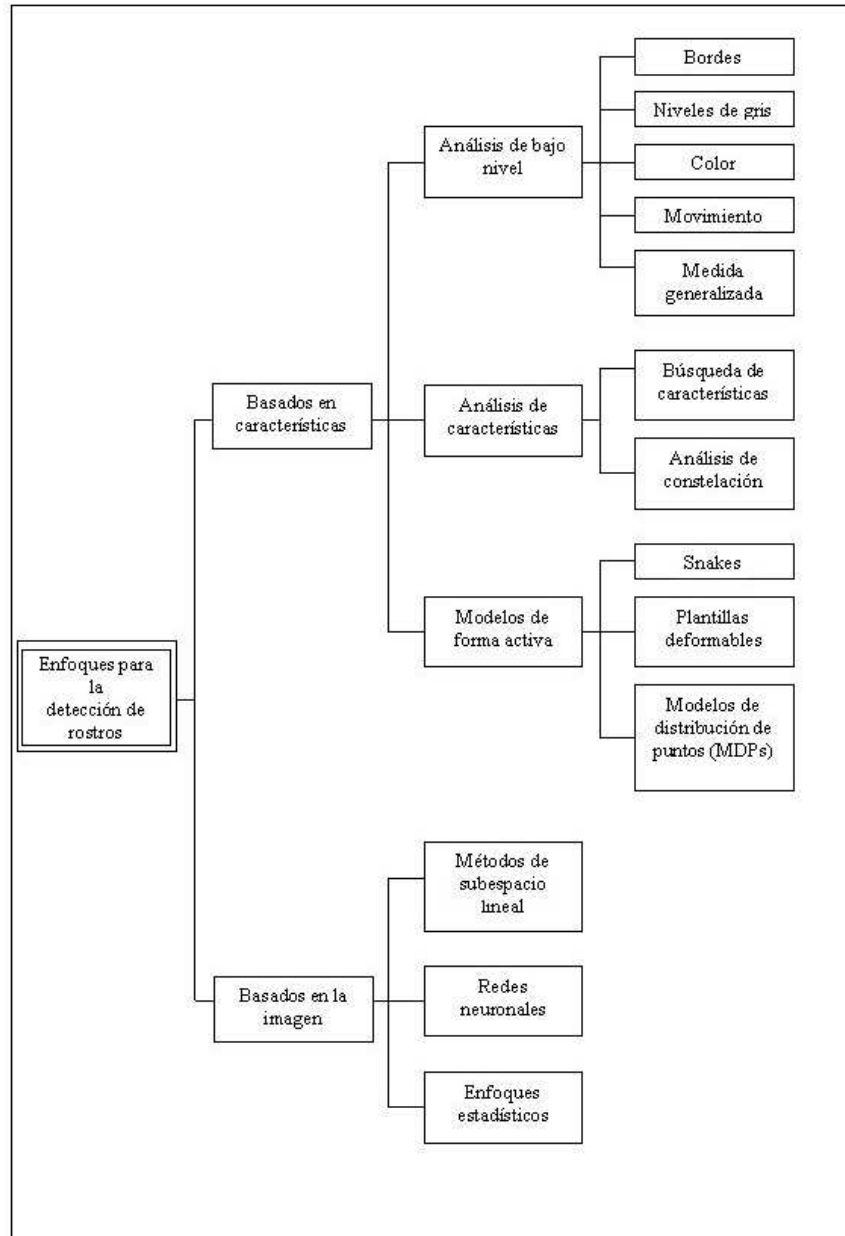 Bordes
Niveles de gris
Análisis de bajo
nivel
Color
Movimiento
Medida
generalizada
Búsqueda de
características
Basados en
características
Análisis de
características
Análisis de
constelación
Snakes
Modelos de
forma activa
Plantillas
deformables
Enfoques para
la
detección de
rostros
Modelos de
distribución de
puntos (MDPs)
Métodos de
subespacio
lineal
Basados en la
imagen
Redes
neuronales
Enfoques
estadísticos